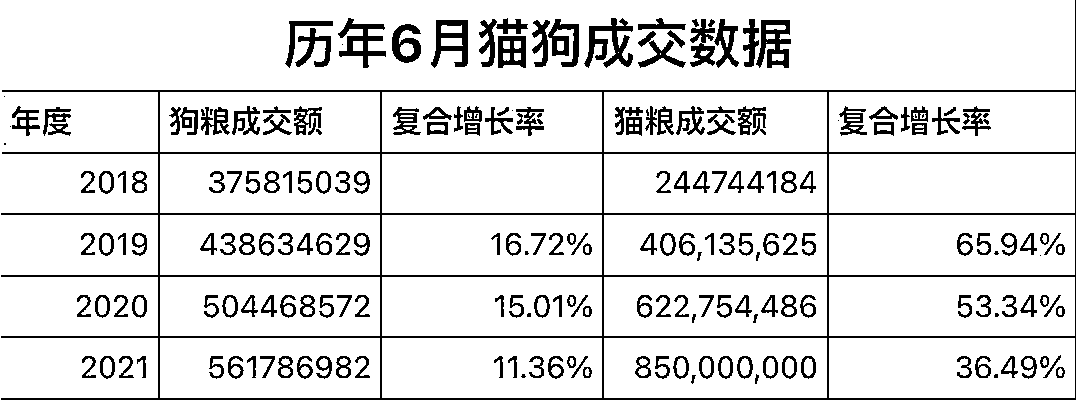 历年6月猫狗成交数据
年度 狗粮成交额 复合增长率 猫粮成交额 复合增长率
2018 375815039 244744184
2019 438634629 16.72% 406,135,625 65.94%
2020 504468572 15.01% 622,754,486 53.34%
2021 561786982 11.36% 850,000,000 36.49%